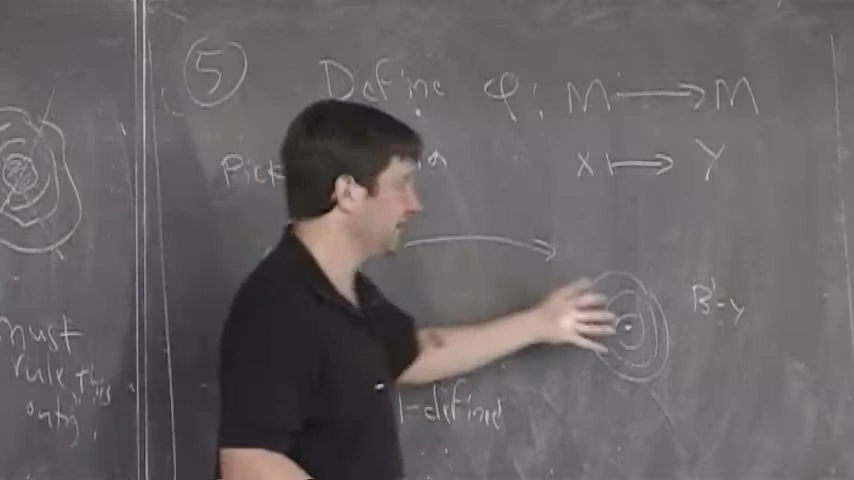 must
rule this
out
5 Define φ: M → M
Pick
x ↦ y
B'-y
l-defined